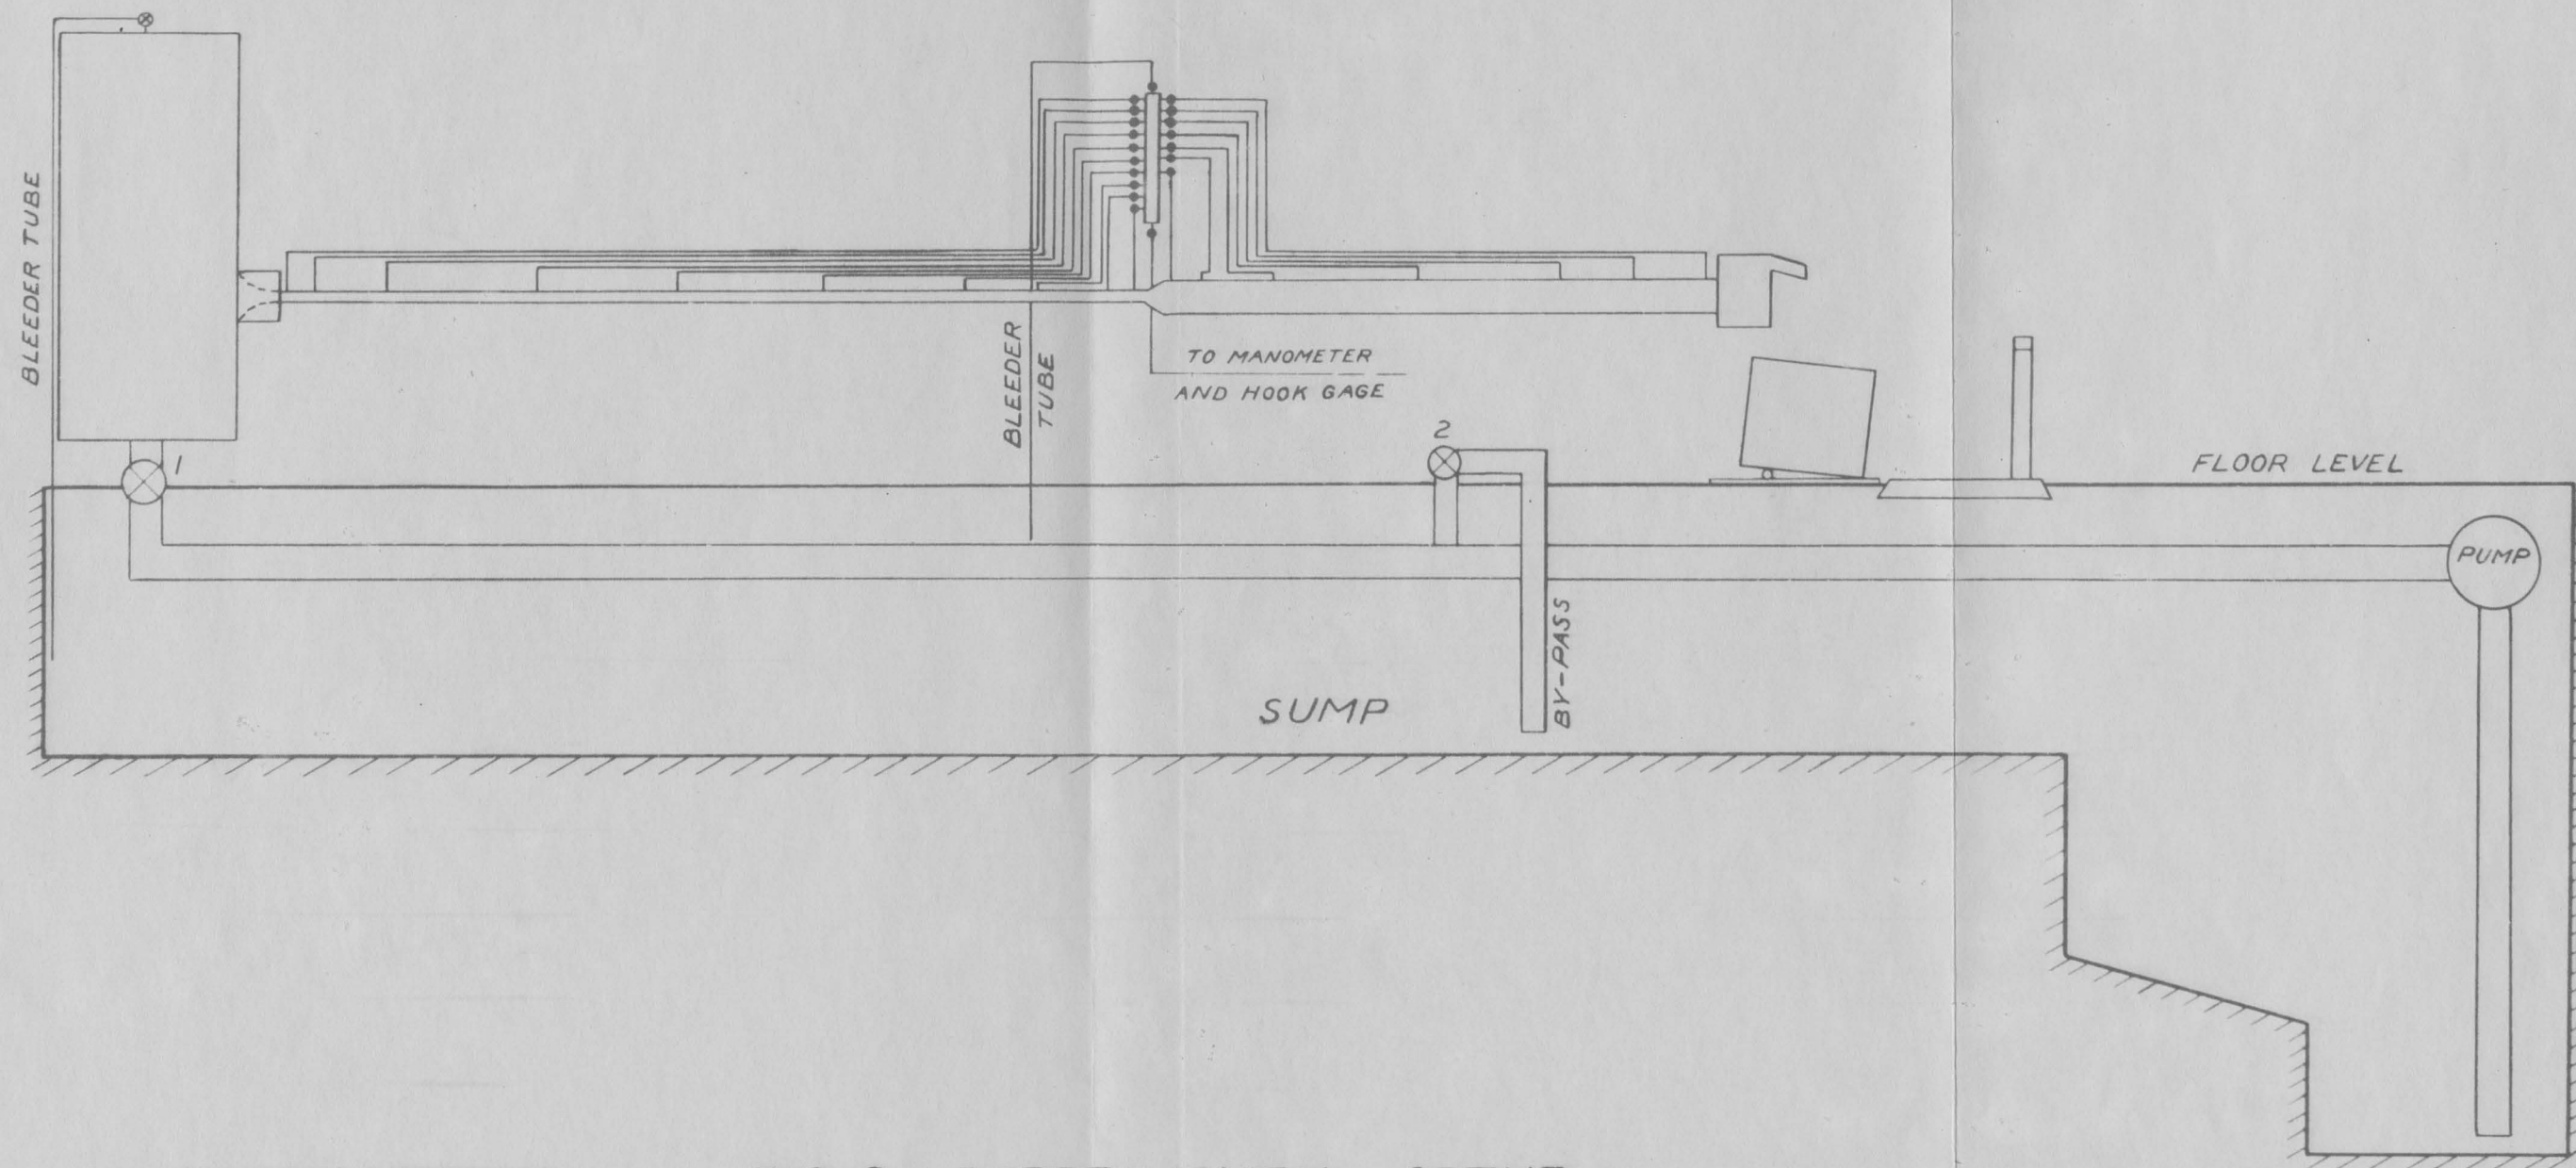 BLEEDER TUBE
BLEEDER
TUBE
TO MANOMETER
AND HOOK GAGE
1
2
FLOOR LEVEL
PUMP
BY-PASS
SUMP